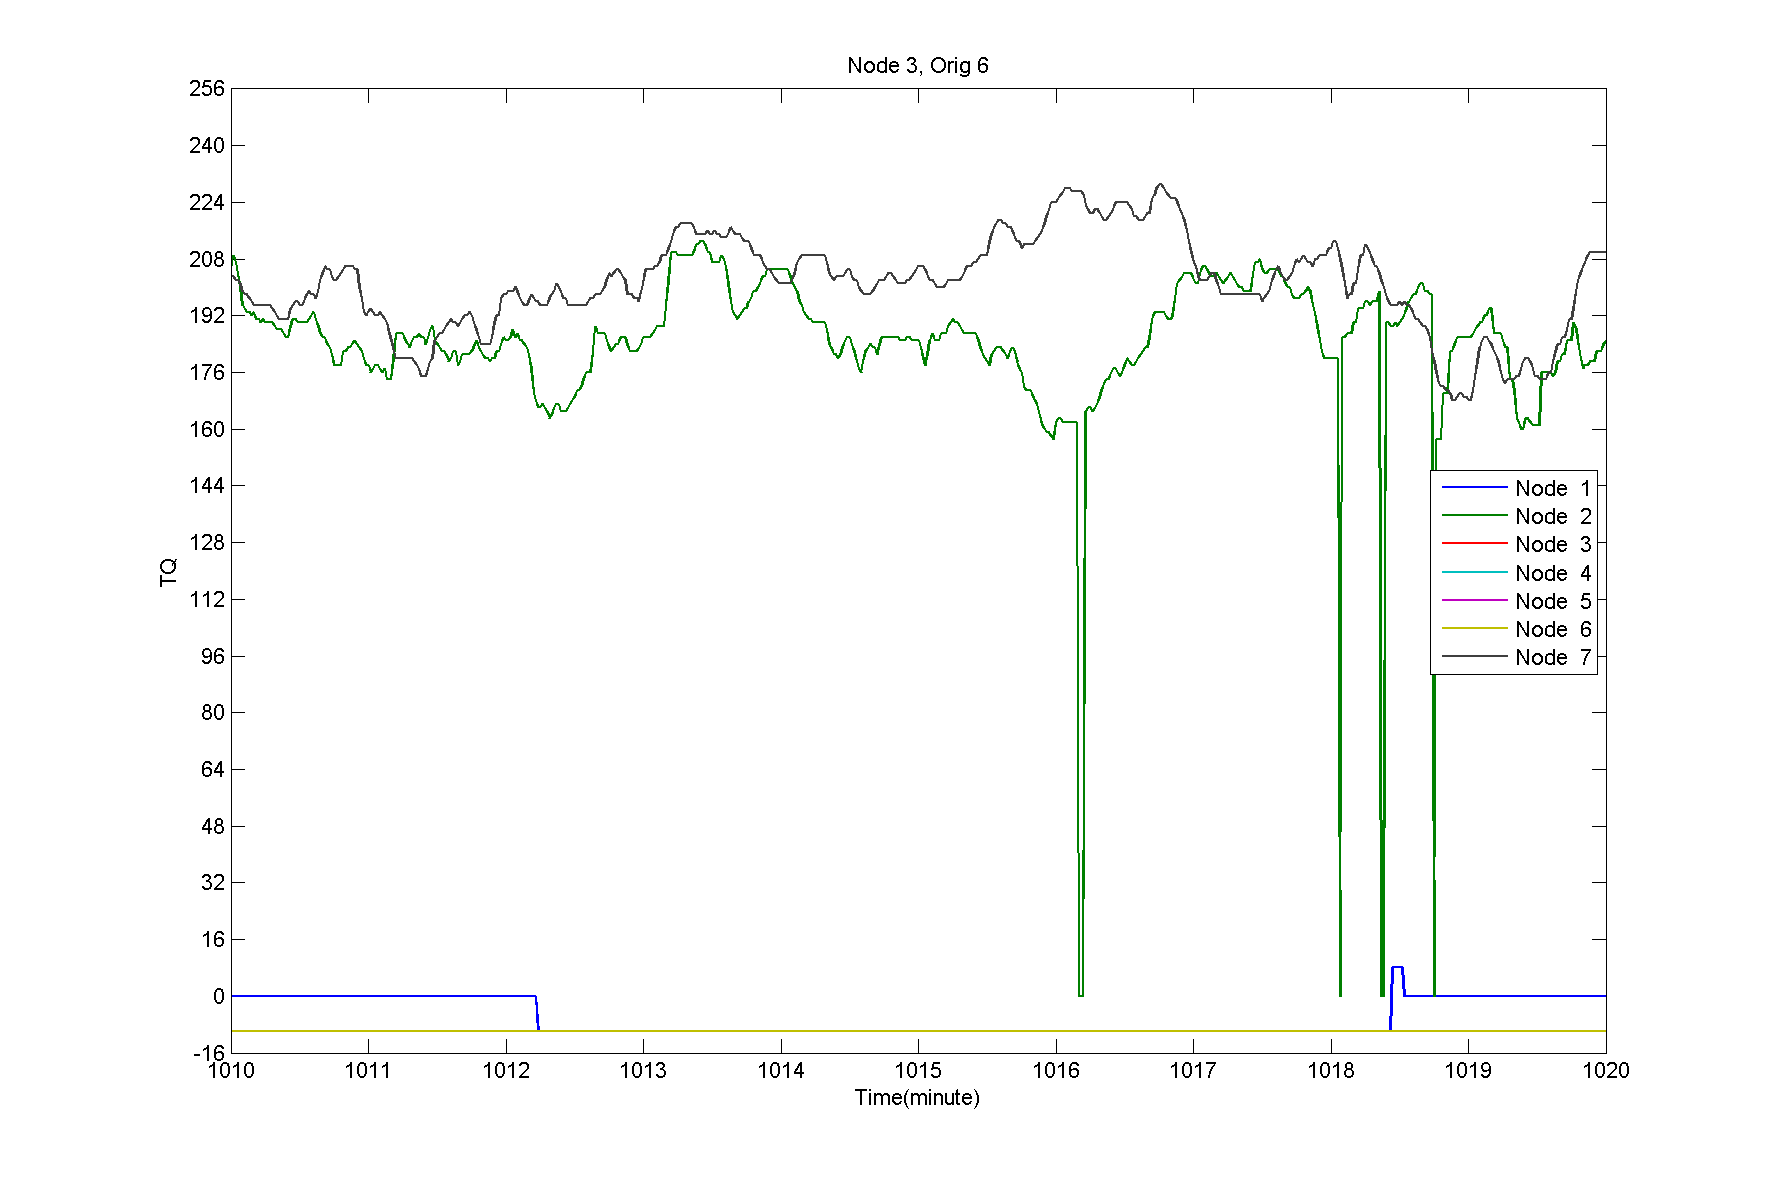 Node 3, Orig 6
256
240
224
208
192
176
160
144
128
112
96
80
64
48
32
16
0
-16
TQ
Node 1
Node 2
Node 3
Node 4
Node 5
Node 6
Node 7
1010 1011 1012 1013 1014 1015 1016 1017 1018 1019 1020
Time(minute)